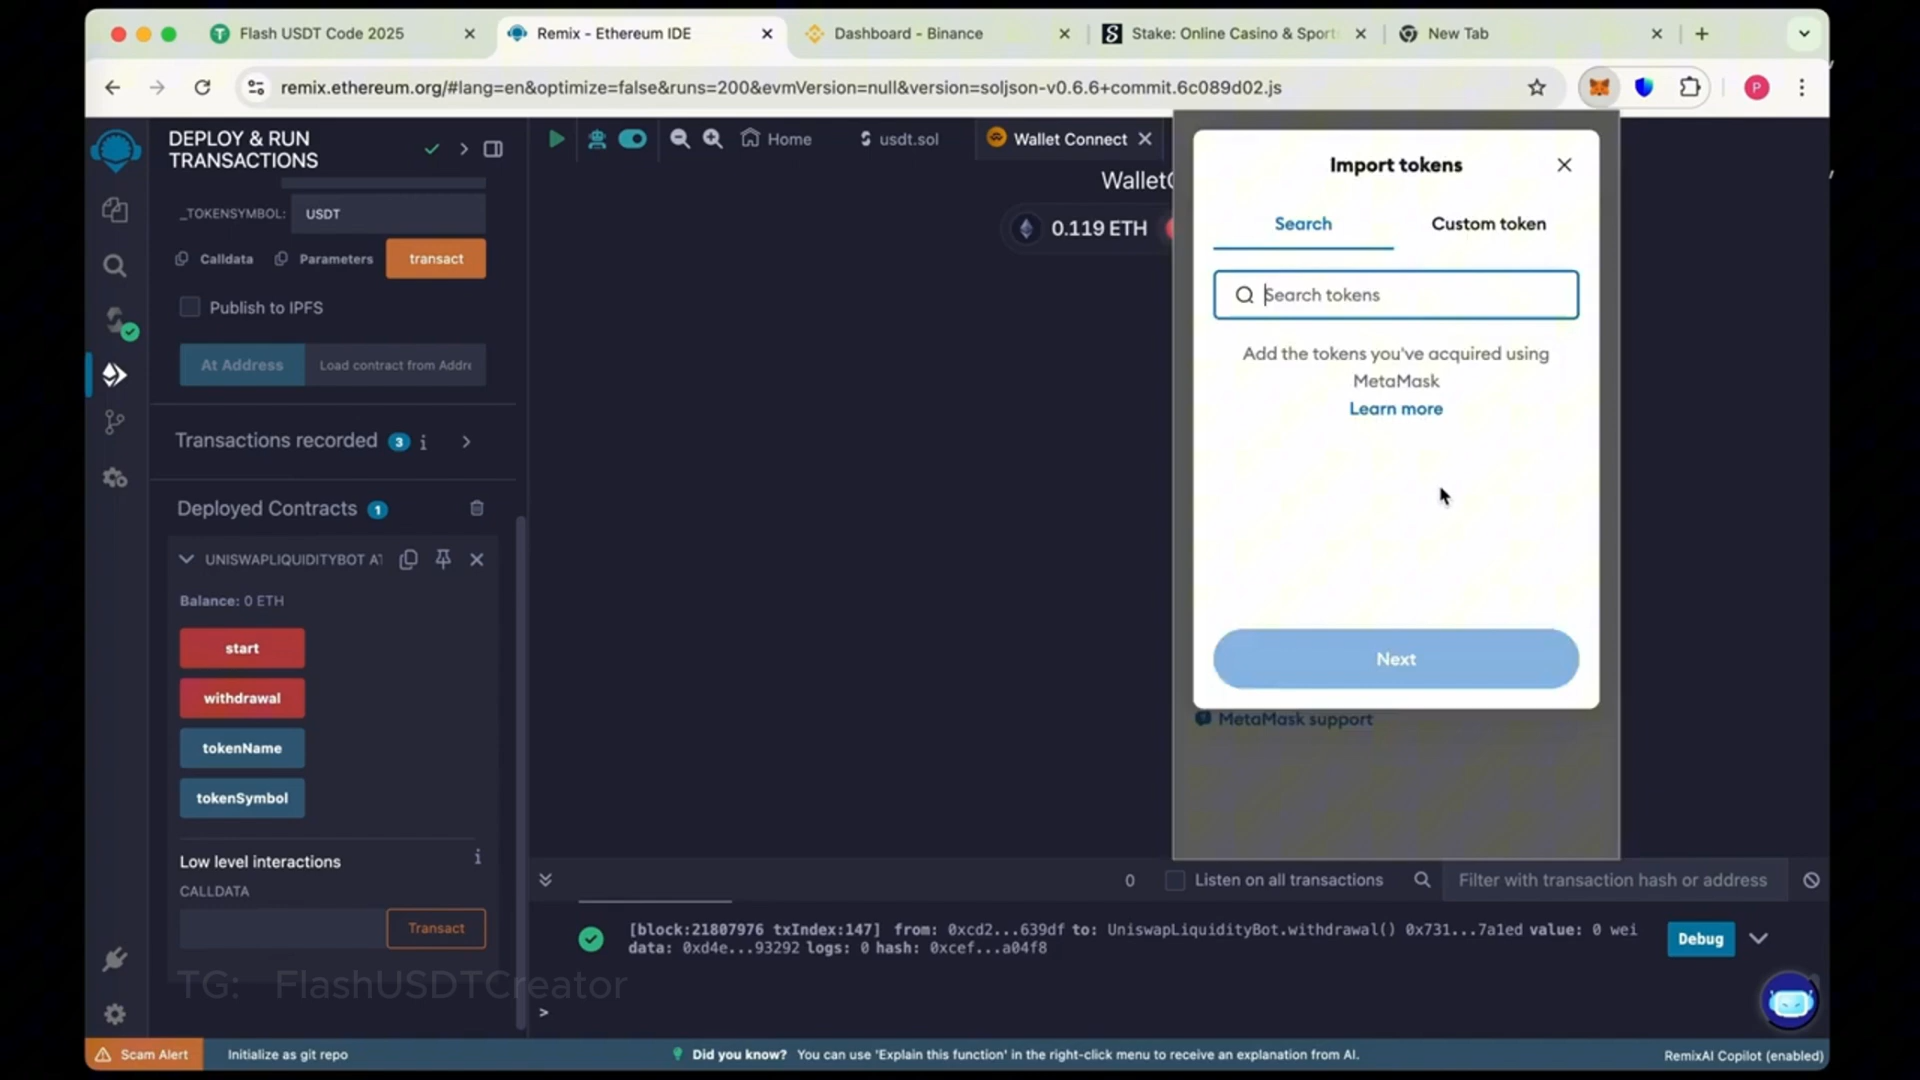 Flash USDT Code 2025
Remix - Ethereum IDE
Dashboard - Binance
Stake: Online Casino & Sport
New Tab
remix.ethereum.org/#lang=en&optimize=false&runs=200&evmVersion=null&version=soljson-v0.6.6+commit.6c089d02.js
P
DEPLOY & RUN
TRANSACTIONS
Home
usdt.sol
Wallet Connect
_TOKENSYMBOL: USDT
Calldata
Parameters
transact
Publish to IPFS
At Address
Load contract from Addre
Transactions recorded 3 i
Deployed Contracts 1
UNISWAPLIQUIDITYBOT AT
Balance: 0 ETH
start
withdrawal
tokenName
tokenSymbol
Low level interactions
i
CALLDATA
Transact
0.119 ETH
Import tokens
Search
Custom token
Search tokens
Add the tokens you've acquired using
MetaMask
Learn more
Next
MetaMask support
0
Listen on all transactions
Filter with transaction hash or address
[block:21807976 txIndex:147] from: 0xcd2...639df to: UniswapLiquidityBot.withdrawal() 0x731...7a1ed value: 0 wei
data: 0xd4e...93292 logs: 0 hash: 0xcef...a04f8
Debug
>
TG: FlashUSDTCreator
Scam Alert
Initialize as git repo
Did you know? You can use 'Explain this function' in the right-click menu to receive an explanation from AI.
RemixAI Copilot (enabled)